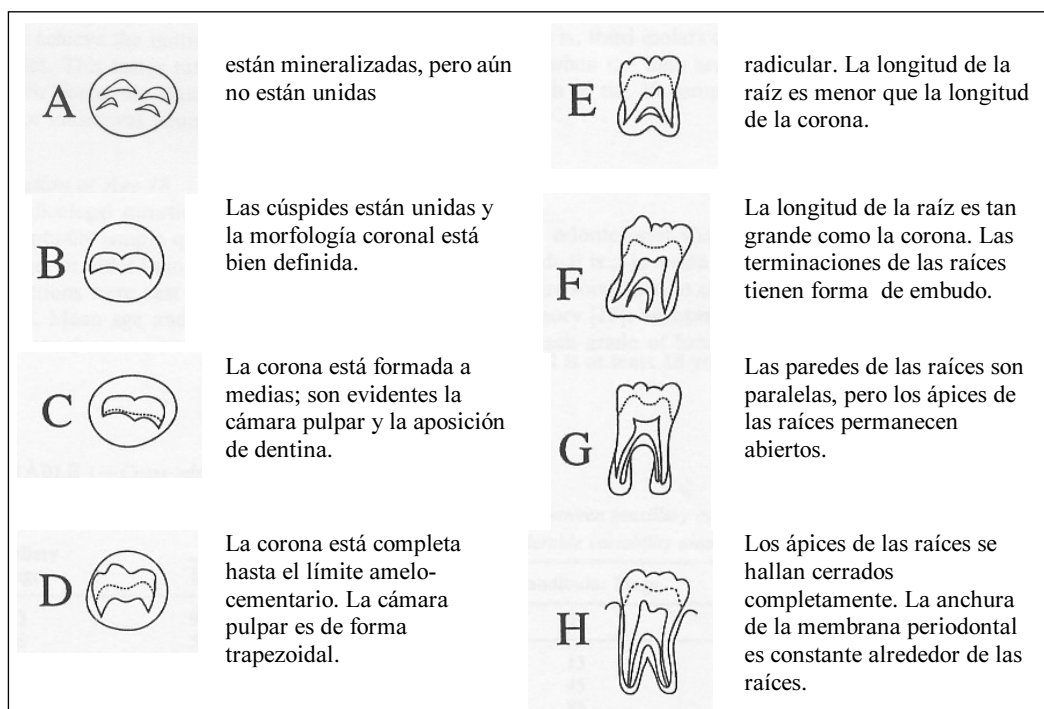 A
están mineralizadas, pero aún
no están unidas
B
Las cúspides están unidas y
la morfología coronal está
bien definida.
C
La corona está formada a
medias; son evidentes la
cámara pulpar y la aposición
de dentina.
D
La corona está completa
hasta el límite amelo-
cementario. La cámara
pulpar es de forma
trapezoidal.
E
radicular. La longitud de la
raíz es menor que la longitud
de la corona.
F
La longitud de la raíz es tan
grande como la corona. Las
terminaciones de las raíces
tienen forma de embudo.
G
Las paredes de las raíces son
paralelas, pero los ápices de
las raíces permanecen
abiertos.
H
Los ápices de las raíces se
hallan cerrados
completamente. La anchura
de la membrana periodontal
es constante alrededor de las
raíces.